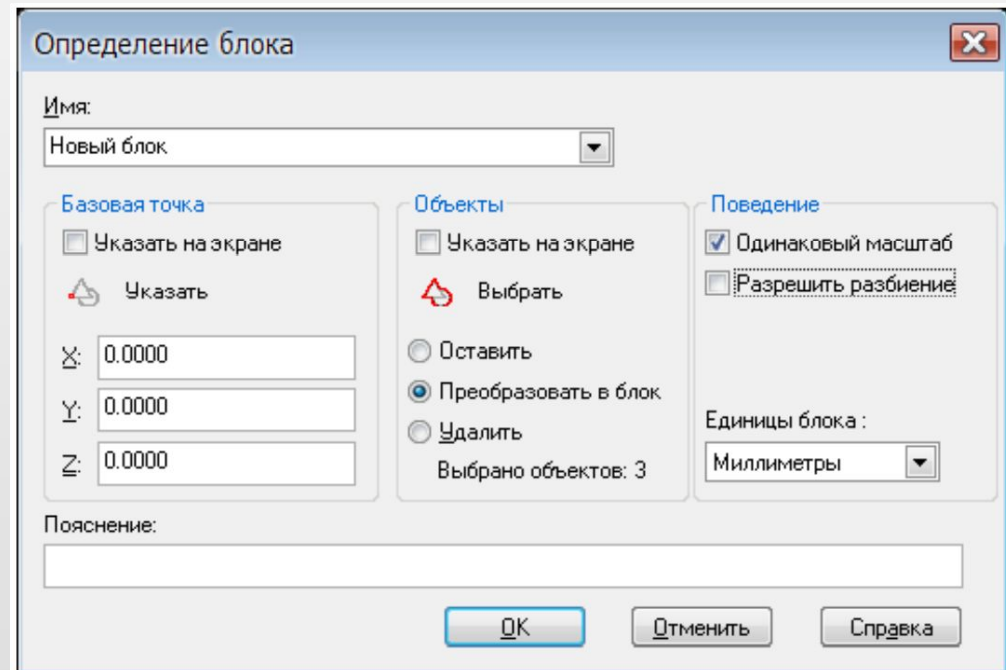 Определение блока
Имя:
Новый блок
Базовая точка
Указать на экране
Указать
X: 0.0000
Y: 0.0000
Z: 0.0000
Объекты
Указать на экране
Выбрать
Оставить
Преобразовать в блок
Удалить
Выбрано объектов: 3
Поведение
Одинаковый масштаб
Разрешить разбиение
Единицы блока :
Миллиметры
Пояснение:
OK
Отменить
Справка